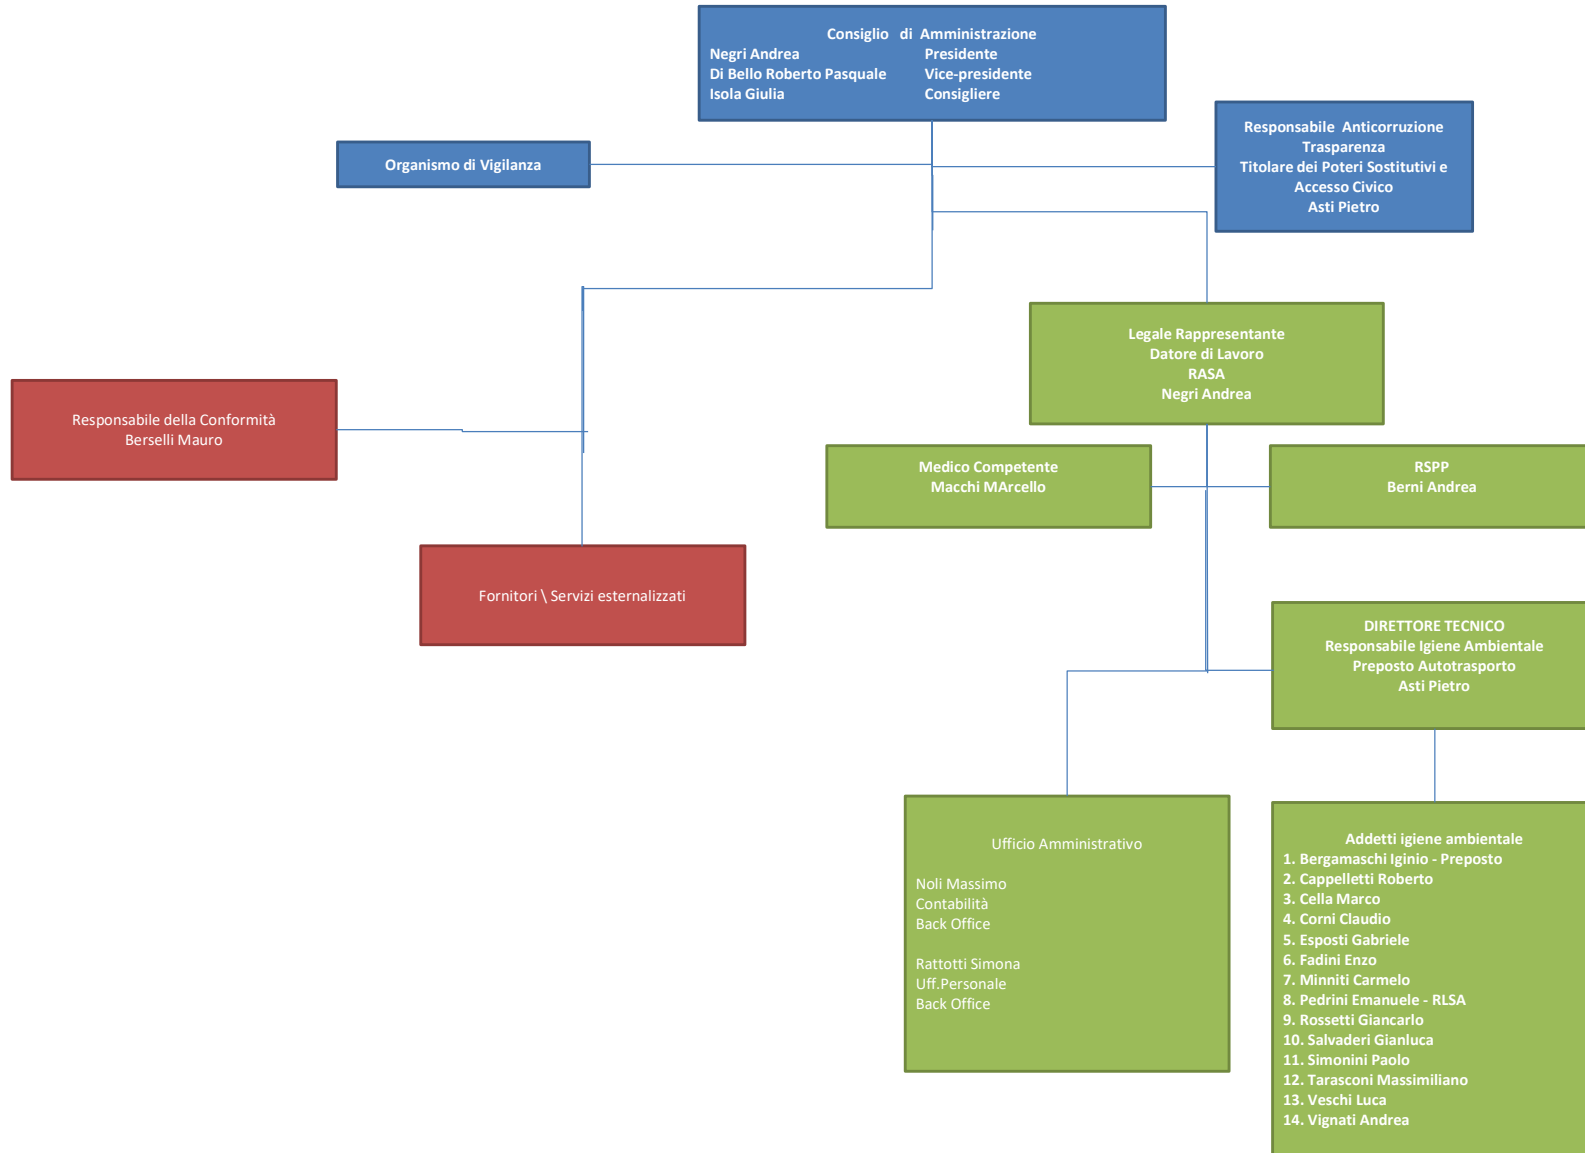 Consiglio di Amministrazione
Negri Andrea Presidente
Di Bello Roberto Pasquale Vice-presidente
Isola Giulia Consigliere
Organismo di Vigilanza
Responsabile Anticorruzione
Trasparenza
Titolare dei Poteri Sostitutivi e
Accesso Civico
Asti Pietro
Legale Rappresentante
Datore di Lavoro
RASA
Negri Andrea
Responsabile della Conformità
Berselli Mauro
Medico Competente
Macchi MArcello
RSPP
Berni Andrea
Fornitori \ Servizi esternalizzati
DIRETTORE TECNICO
Responsabile Igiene Ambientale
Preposto Autotrasporto
Asti Pietro
Ufficio Amministrativo
Noli Massimo
Contabilità
Back Office
Rattotti Simona
Uff.Personale
Back Office
Addetti igiene ambientale
1. Bergamaschi Iginio - Preposto
2. Cappelletti Roberto
3. Cella Marco
4. Corni Claudio
5. Esposti Gabriele
6. Fadini Enzo
7. Minniti Carmelo
8. Pedrini Emanuele - RLSA
9. Rossetti Giancarlo
10. Salvaderi Gianluca
11. Simonini Paolo
12. Tarasconi Massimiliano
13. Veschi Luca
14. Vignati Andrea